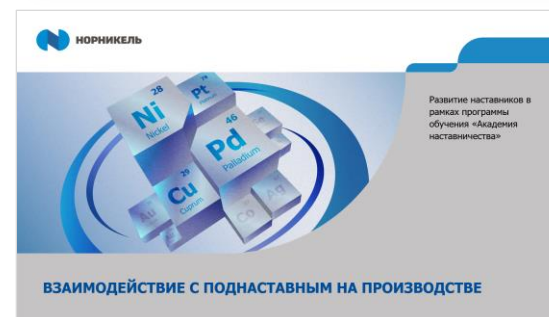 НОРНИКЕЛЬ
Развитие наставников в
рамках программы
обучения «Академия
наставничества»
28
Ni
Nickel
78
Pt
46
Pd
Palladium
29
Cu
Cuprum
Au
Co
Ag
ВЗАИМОДЕЙСТВИЕ С ПОДНАСТАВНЫМ НА ПРОИЗВОДСТВЕ